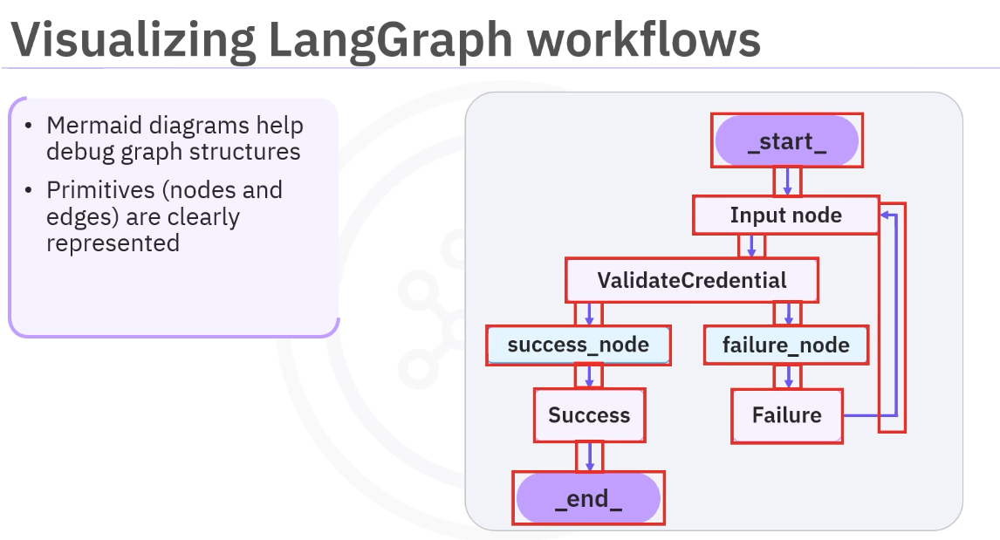 Visualizing LangGraph workflows
• Mermaid diagrams help
debug graph structures
• Primitives (nodes and
edges) are clearly
represented
_start_
Input node
ValidateCredential
success_node
failure_node
Success
Failure
_end_